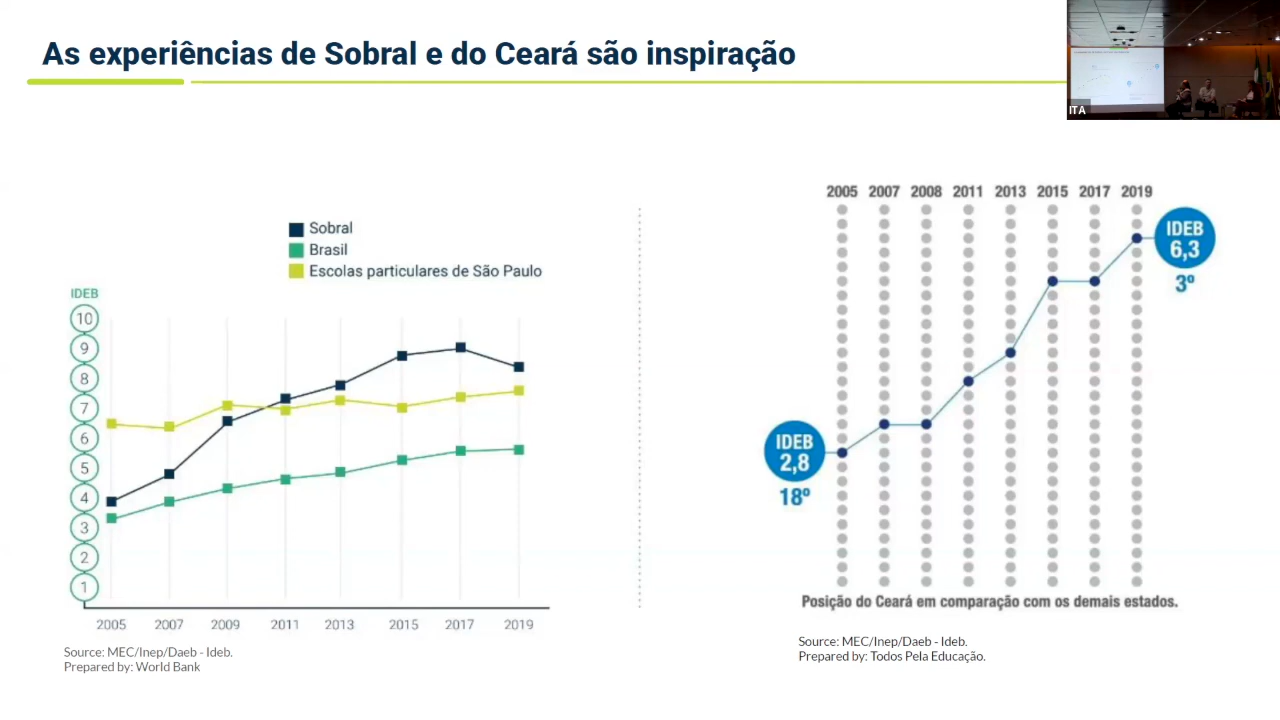 As experiências de Sobral e do Ceará são inspiração
ITA
Sobral
Brasil
Escolas particulares de São Paulo
IDEB
10
9
8
7
6
5
4
3
2
1
2005 2007 2009 2011 2013 2015 2017 2019
Source: MEC/Inep/Daeb - Ideb.
Prepared by: World Bank
2005 2007 2008 2011 2013 2015 2017 2019
IDEB
6,3
3º
IDEB
2,8
18º
Posição do Ceará em comparação com os demais estados.
Source: MEC/Inep/Daeb - Ideb.
Prepared by: Todos Pela Educação.